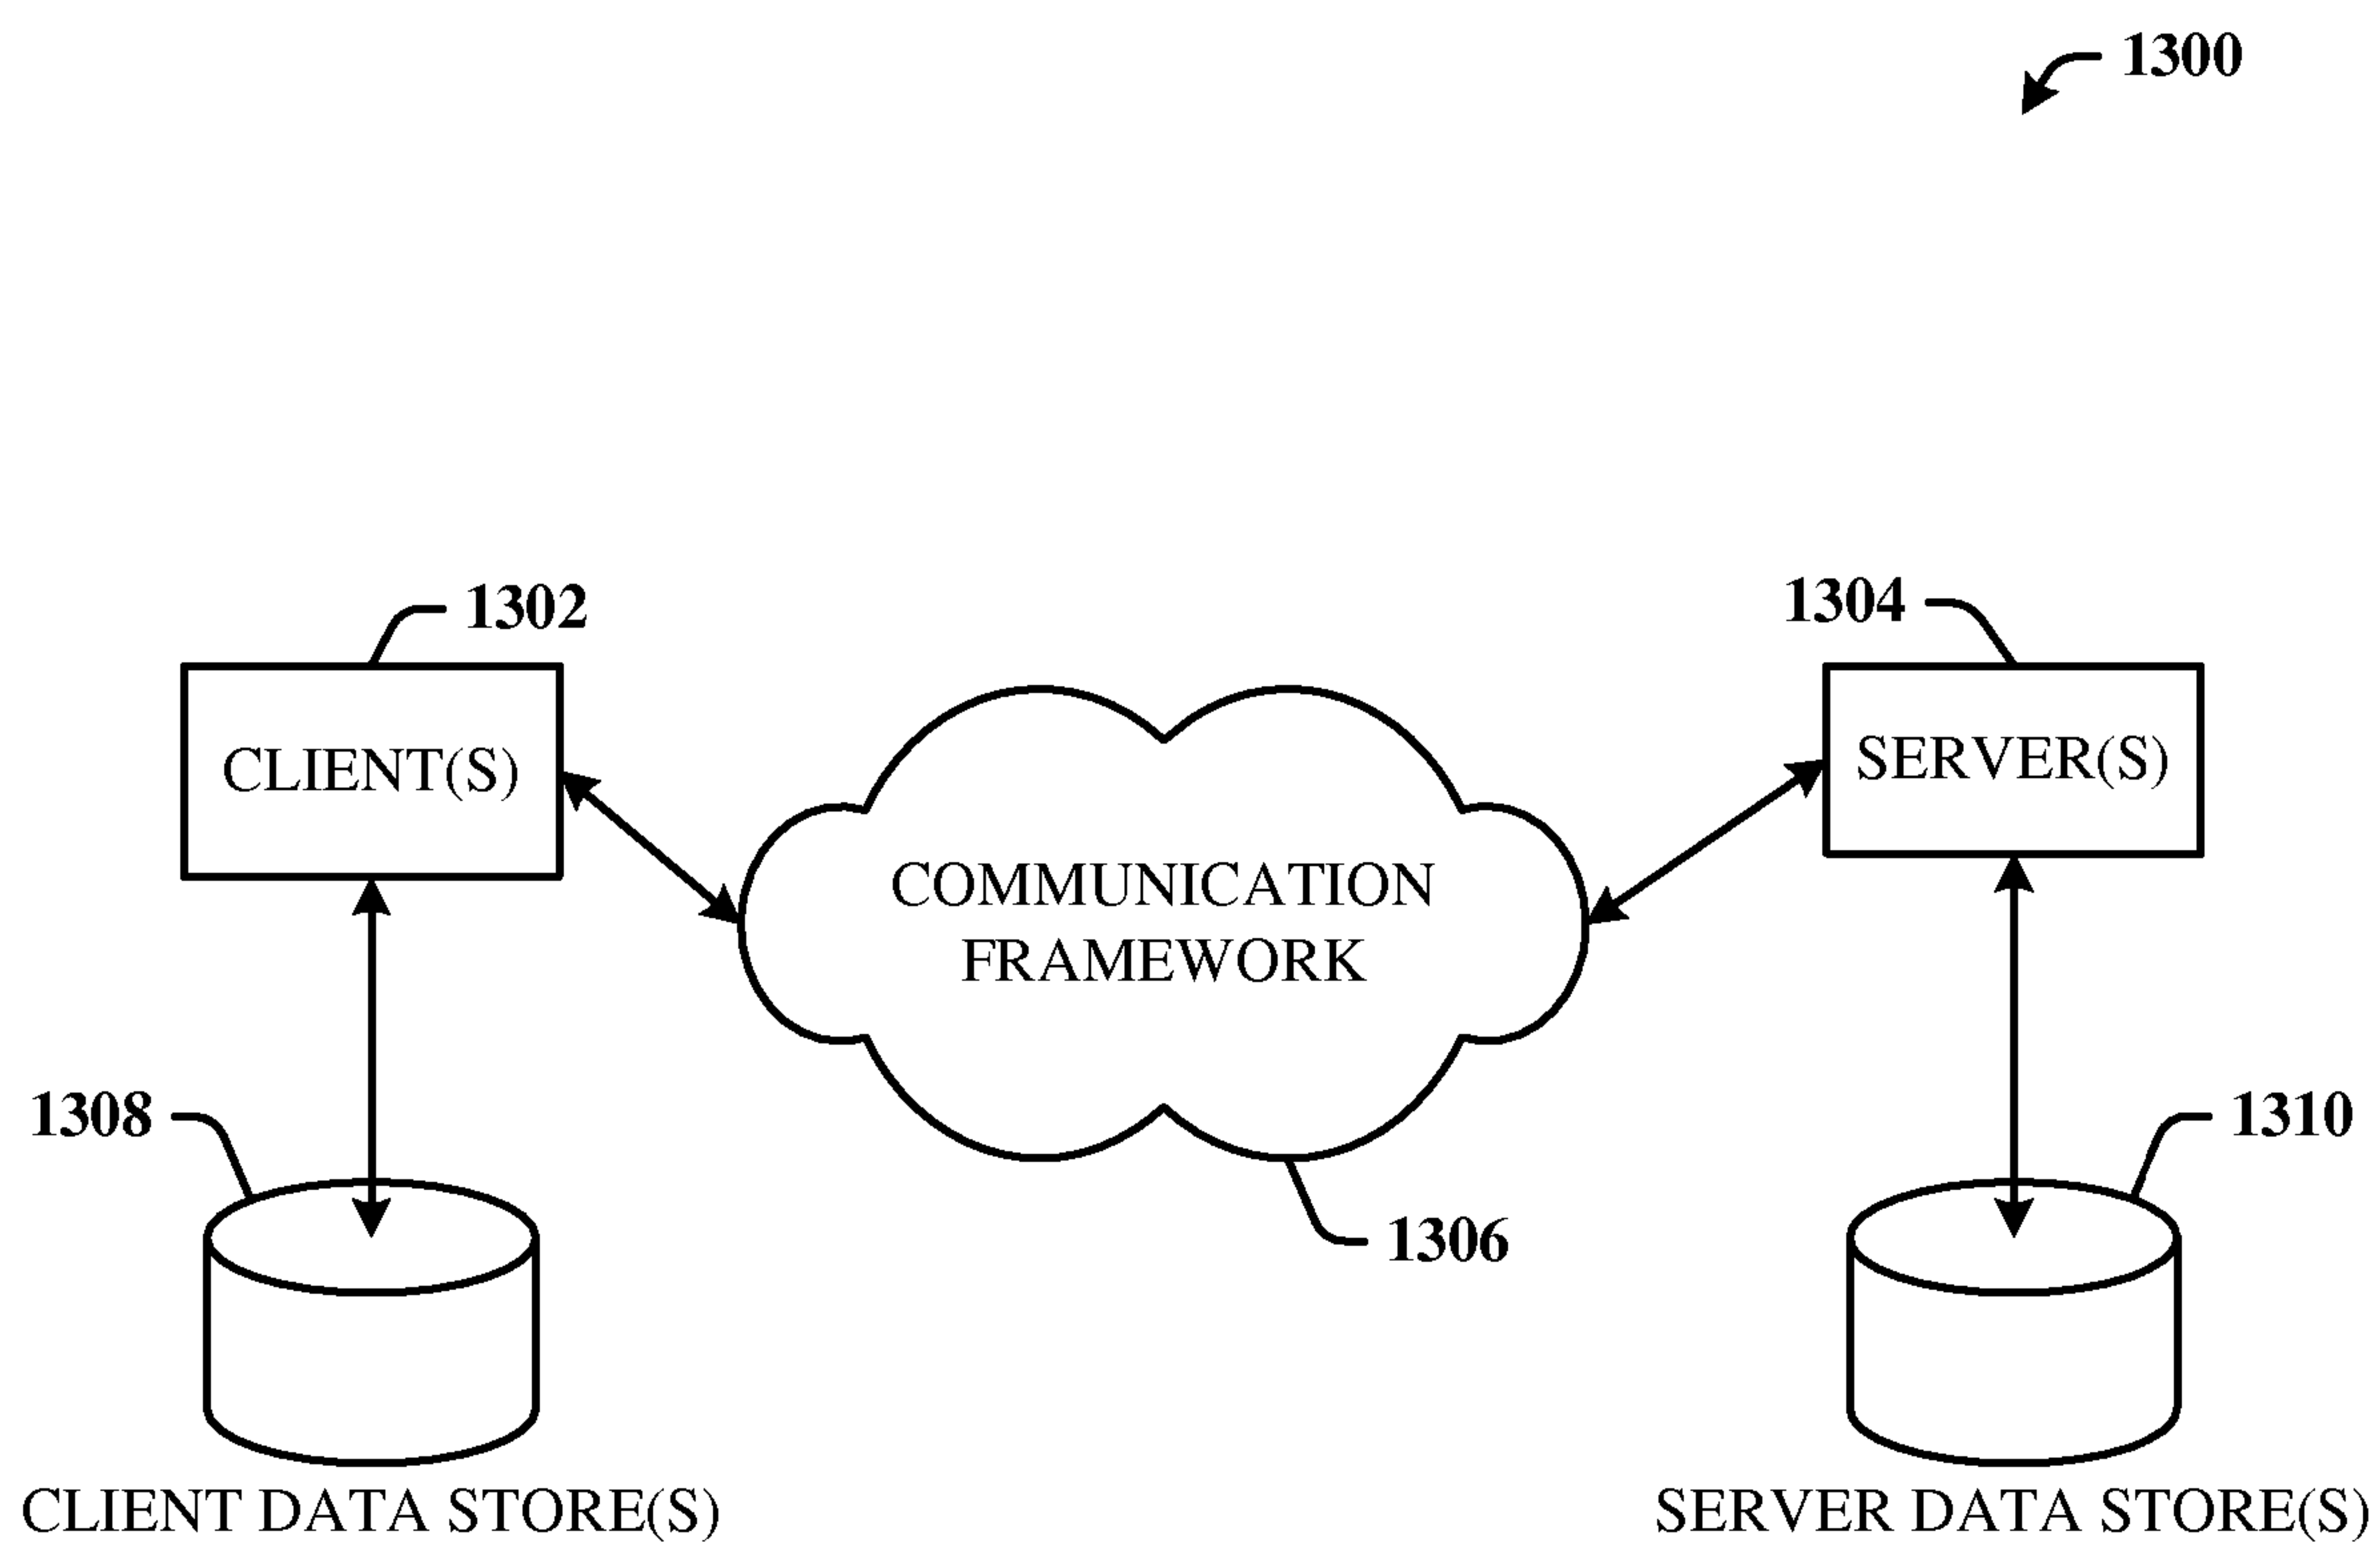 1300
1302
1304
CLIENT(S)
SERVER(S)
COMMUNICATION
FRAMEWORK
1308
1310
1306
CLIENT DATA STORE(S)
SERVER DATA STORE(S)